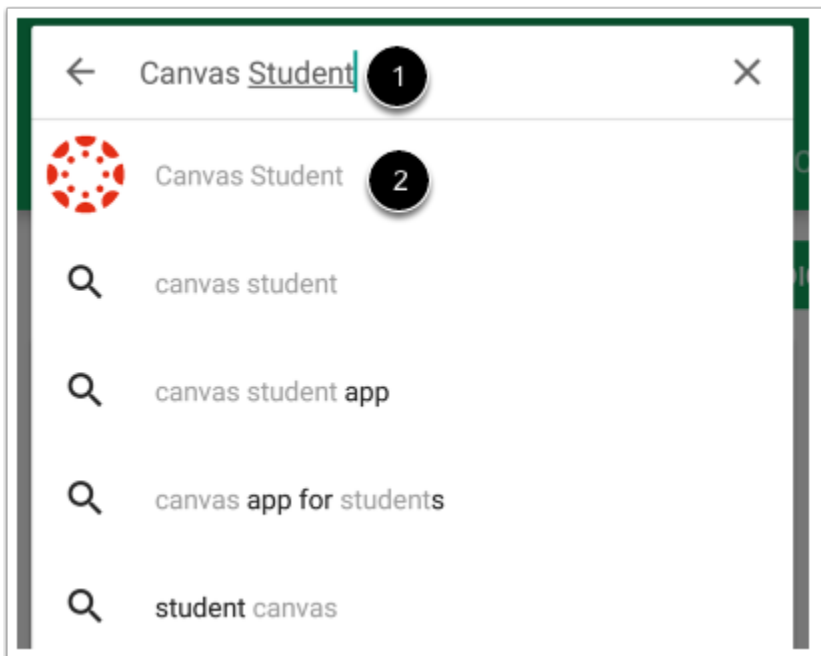 Canvas Student 1
Canvas Student 2
canvas student
canvas student app
canvas app for students
student canvas